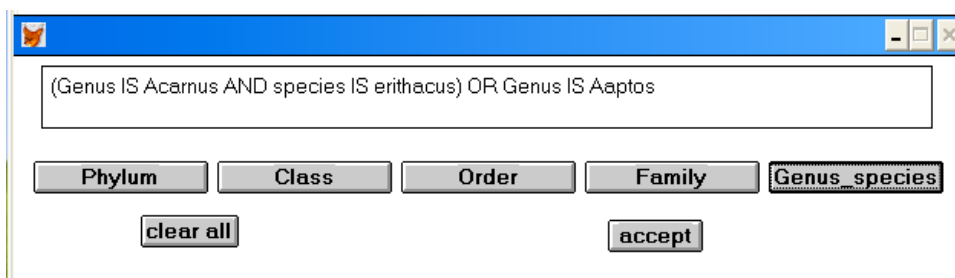 (Genus IS Acarnus AND species IS erithacus) OR Genus IS Aaptos
Phylum Class Order Family Genus_species
clear all accept